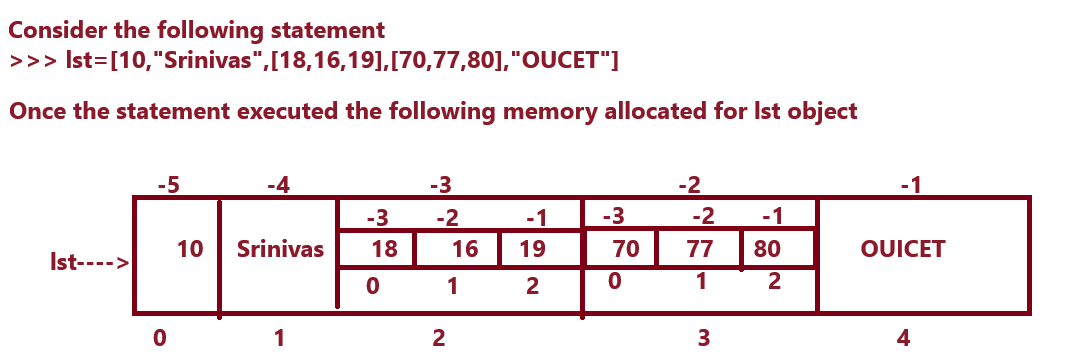 Consider the following statement
>>> lst=[10,"Srinivas",[18,16,19],[70,77,80],"OUCET"]
Once the statement executed the following memory allocated for lst object
-5 -4 -3 -2 -1
-3 -2 -1 -3 -2 -1
lst----> 10 Srinivas 18 16 19 70 77 80 OUICET
0 1 2 0 1 2
0 1 2 3 4